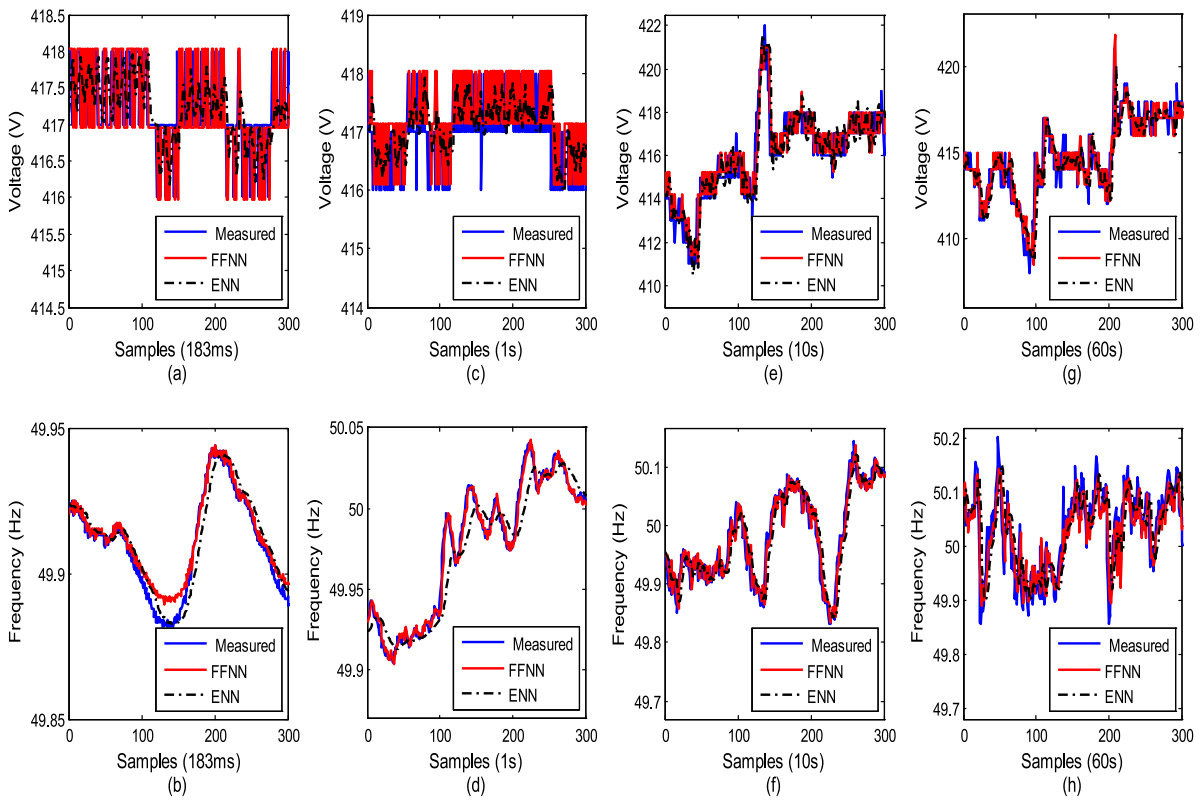 418.5
418
417.5
417
416.5
416
415.5
415
414.5
Voltage (V)
0 100 200 300
Samples (183ms)
(a)
Measured
FFNN
ENN
419
418
417
416
415
414
Voltage (V)
0 100 200 300
Samples (1s)
(c)
Measured
FFNN
ENN
422
420
418
416
414
412
410
Voltage (V)
0 100 200 300
Samples (10s)
(e)
Measured
FFNN
ENN
420
415
410
Voltage (V)
0 100 200 300
Samples (60s)
(g)
Measured
FFNN
ENN
49.95
49.9
49.85
Frequency (Hz)
0 100 200 300
Samples (183ms)
(b)
Measured
FFNN
ENN
50.05
50
49.95
49.9
Frequency (Hz)
0 100 200 300
Samples (1s)
(d)
Measured
FFNN
ENN
50.1
50
49.9
49.8
49.7
Frequency (Hz)
0 100 200 300
Samples (10s)
(f)
Measured
FFNN
ENN
50.2
50.1
50
49.9
49.8
49.7
Frequency (Hz)
0 100 200 300
Samples (60s)
(h)
Measured
FFNN
ENN